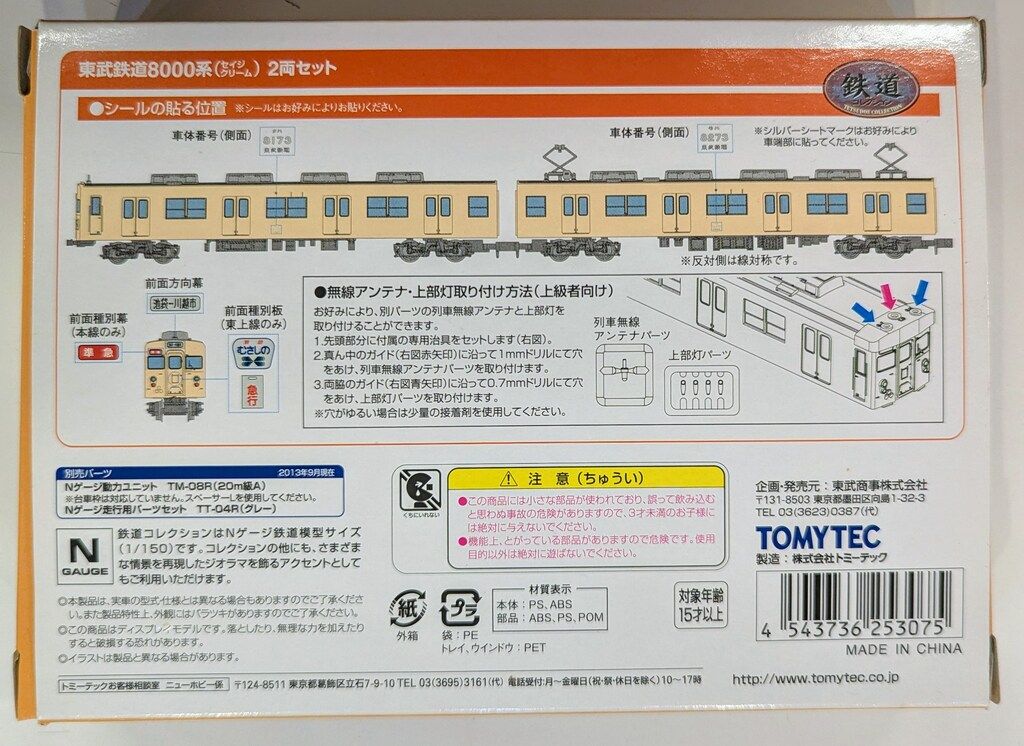 東武鉄道8000系(セイジクリーム) 2両セット
鉄道
コレクション
TETSUDOU COLLECTION
●シールの貼る位置 ※シールはお好みによりお貼りください。
車体番号(側面)
8173
車体番号(側面)
8273
※シルバーシートマークはお好みにより
車端部に貼ってください。
※反対側は線対称です。
前面方向幕
池袋ー川越市
前面種別幕
(本線のみ)
準急
前面種別板
(東上線のみ)
むさしの
急行
●無線アンテナ・上部灯取り付け方法(上級者向け)
お好みにより、別パーツの列車無線アンテナと上部灯を
取り付けることができます。
1.先頭部分に付属の専用治具をセットします(右図)。
2.真ん中のガイド(右図赤矢印)に沿って1mmドリルにて穴
をあけ、列車無線アンテナパーツを取り付けます。
3.両脇のガイド(右図青矢印)に沿って0.7mmドリルにて穴
をあけ、上部灯パーツを取り付けます。
※穴がゆるい場合は少量の接着剤を使用してください。
列車無線
アンテナパーツ
上部灯パーツ
別売パーツ 2013年9月現在
Nゲージ動力ユニット TM-08R(20m級A)
※台車枠は対応していません。スペーサーLを使用してください。
Nゲージ走行用パーツセット TT-04R(グレー)
N
GAUGE
鉄道コレクションはNゲージ鉄道模型サイズ
(1/150)です。コレクションの他にも、さまざま
な情景を再現したジオラマを飾るアクセントとして
もご利用いただけます。
◎本製品は、実車の型式・仕様とは異なる場合もありますのでご了承くださ
い。また製品特性上、外観にはバラツキがありますのでご了承ください。
◎この商品はディスプレイモデルです。落としたり、無理な力を加えたり
すると破損する恐れがあります。
◎イラストは製品と異なる場合があります。
くちにいれない
注意(ちゅうい)
●この商品には小さな部品が使われており、誤って飲み込む
と思わぬ事故の危険がありますので、3才未満のお子様に
は絶対に与えないでください。
●機能上、とがっている部品がありますので危険です。使用
目的以外は絶対に遊ばないでください。
紙
外箱
プラ
袋:PE
トレイ、ウインドウ:PET
材質表示
本体:PS,ABS
部品:ABS,PS,POM
対象年齢
15才以上
企画・発売元:東武商事株式会社
〒131-8503 東京都墨田区向島1-32-3
TEL 03(3623)0387(代)
TOMYTEC
製造:株式会社トミーテック
4 543736 253075
MADE IN CHINA
トミーテックお客様相談室 ニューホビー係 〒124-8511 東京都葛飾区立石7-9-10 TEL 03(3695)3161(代) 電話受付:月〜金曜日(祝・祭・休日を除く)10〜17時
http://www.tomytec.co.jp